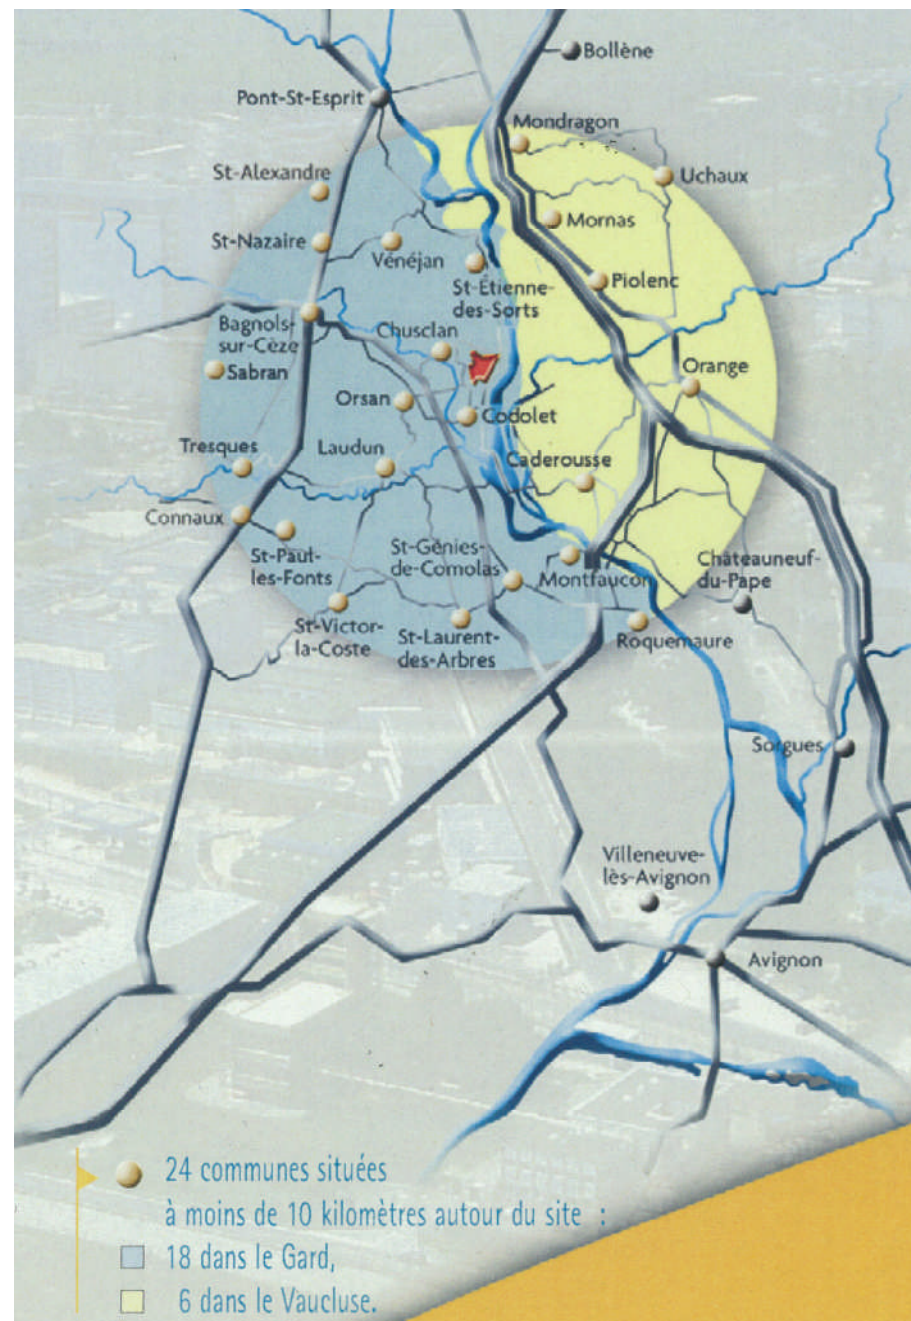 Bollène
Pont-St-Esprit
Mondragon
St-Alexandre
Uchaux
Mornas
St-Nazaire
Vénéjan
St-Étienne-
des-Sorts
Piolenc
Bagnols-
sur-Cèze
Chusclan
Sabran
Orange
Orsan
Codolet
Tresques
Laudun
Caderousse
Connaux
St-Paul-
les-Fonts
St-Génies-
de-Comolas
Montfaucon
Châteauneuf-
du-Pape
St-Victor-
la-Coste
St-Laurent-
des-Arbres
Roquemaure
Sorgues
Villeneuve-
lès-Avignon
Avignon
24 communes situées
à moins de 10 kilomètres autour du site :
18 dans le Gard,
6 dans le Vaucluse.